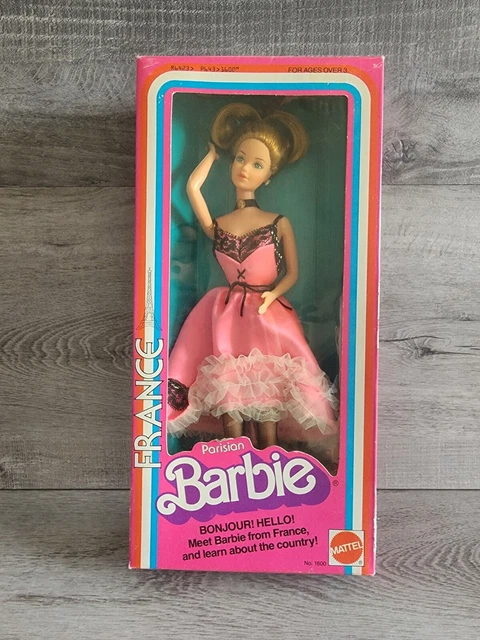 FOR AGES OVER 3
FRANCE
Parisian
Barbie®
BONJOUR! HELLO!
Meet Barbie from France,
and learn about the country!
MATTEL
No. 1600